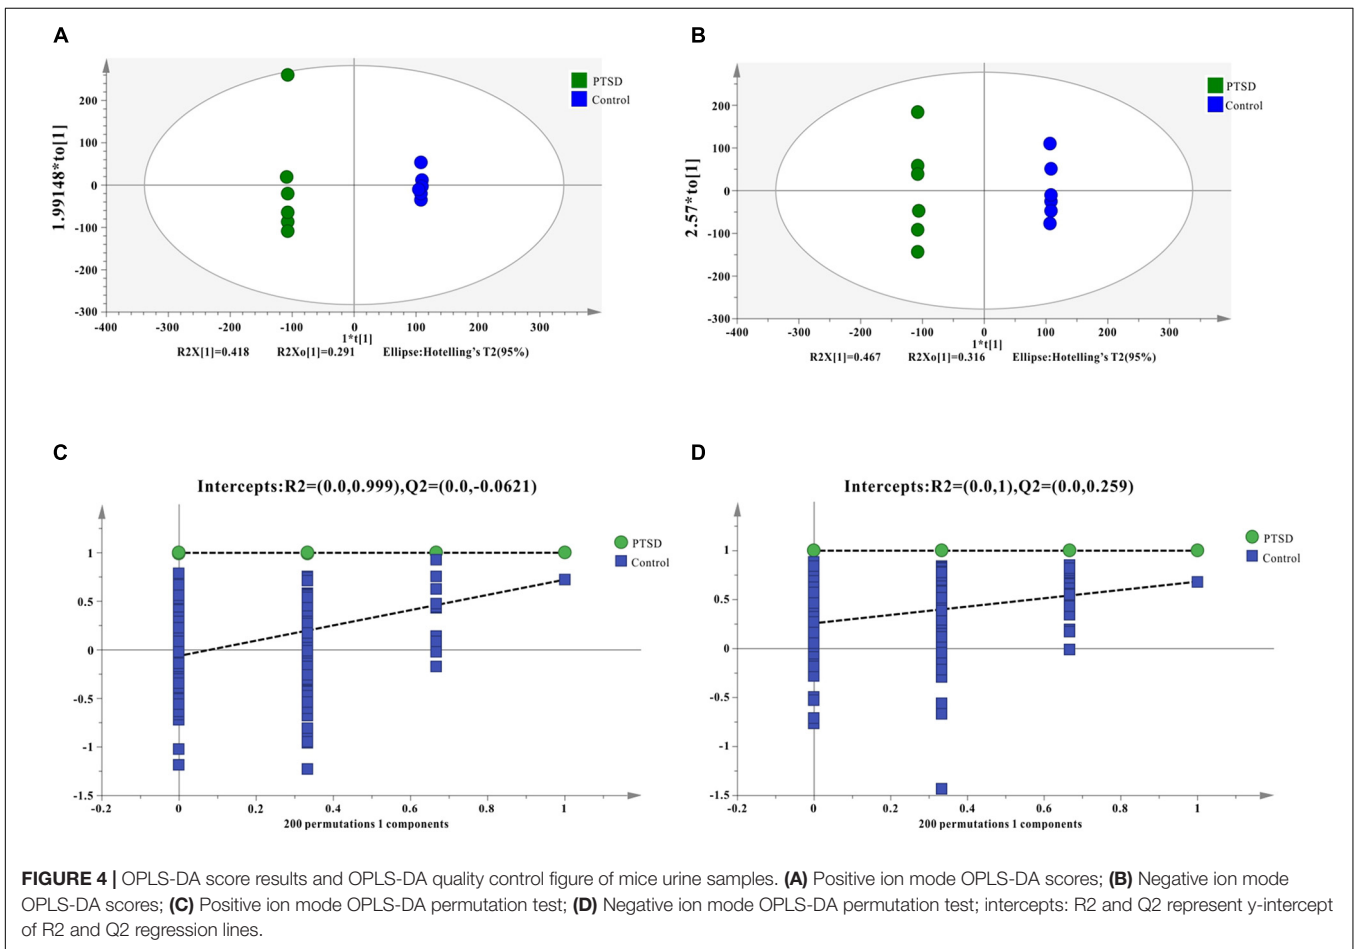 A
B
PTSD
Control
1.99148*to[1]
200
100
0
-100
-200
-300
-400
-300
-200
-100
0
100
200
300
1*t[1]
R2X[1]=0.418
R2Xo[1]=0.291
Ellipse:Hotelling's T2(95%)
PTSD
Control
2.57*to[1]
200
100
0
-100
-200
-300
-400
-300
-200
-100
0
100
200
300
1*t[1]
R2X[1]=0.467
R2Xo[1]=0.316
Ellipse:Hotelling's T2(95%)
C
D
Intercepts:R2=(0.0,0.999),Q2=(0.0,-0.0621)
PTSD
Control
1
0.5
0
-0.5
-1
-1.5
-0.2
0
0.2
0.4
0.6
0.8
1
200 permutations 1 components
Intercepts:R2=(0.0,1),Q2=(0.0,0.259)
PTSD
Control
1
0.5
0
-0.5
-1
-1.5
-0.2
0
0.2
0.4
0.6
0.8
1
200 permutations 1 components
FIGURE 4 | OPLS-DA score results and OPLS-DA quality control figure of mice urine samples. (A) Positive ion mode OPLS-DA scores; (B) Negative ion mode
OPLS-DA scores; (C) Positive ion mode OPLS-DA permutation test; (D) Negative ion mode OPLS-DA permutation test; intercepts: R2 and Q2 represent y-intercept
of R2 and Q2 regression lines.